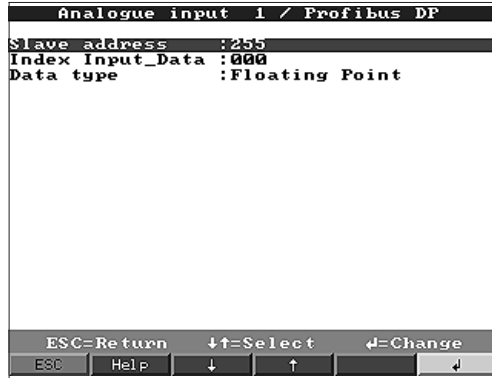 Analogue input 1 / Profibus DP
Slave address :255
Index Input_Data :000
Data type :Floating Point
ESC=Return ↓↑=Select ↲=Change
ESC Help ↓ ↑ ↲